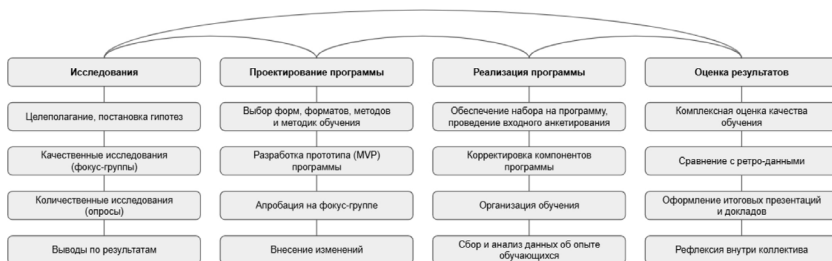 Исследования
Целеполагание, постановка гипотез
Качественные исследования
(фокус-группы)
Количественные исследования
(опросы)
Выводы по результатам
Проектирование программы
Выбор форм, форматов, методов
и методик обучения
Разработка прототипа (MVP)
программы
Апробация на фокус-группе
Внесение изменений
Реализация программы
Обеспечение набора на программу,
проведение входного анкетирования
Корректировка компонентов
программы
Организация обучения
Сбор и анализ данных об опыте
обучающихся
Оценка результатов
Комплексная оценка качества
обучения
Сравнение с ретро-данными
Оформление итоговых презентаций
и докладов
Рефлексия внутри коллектива